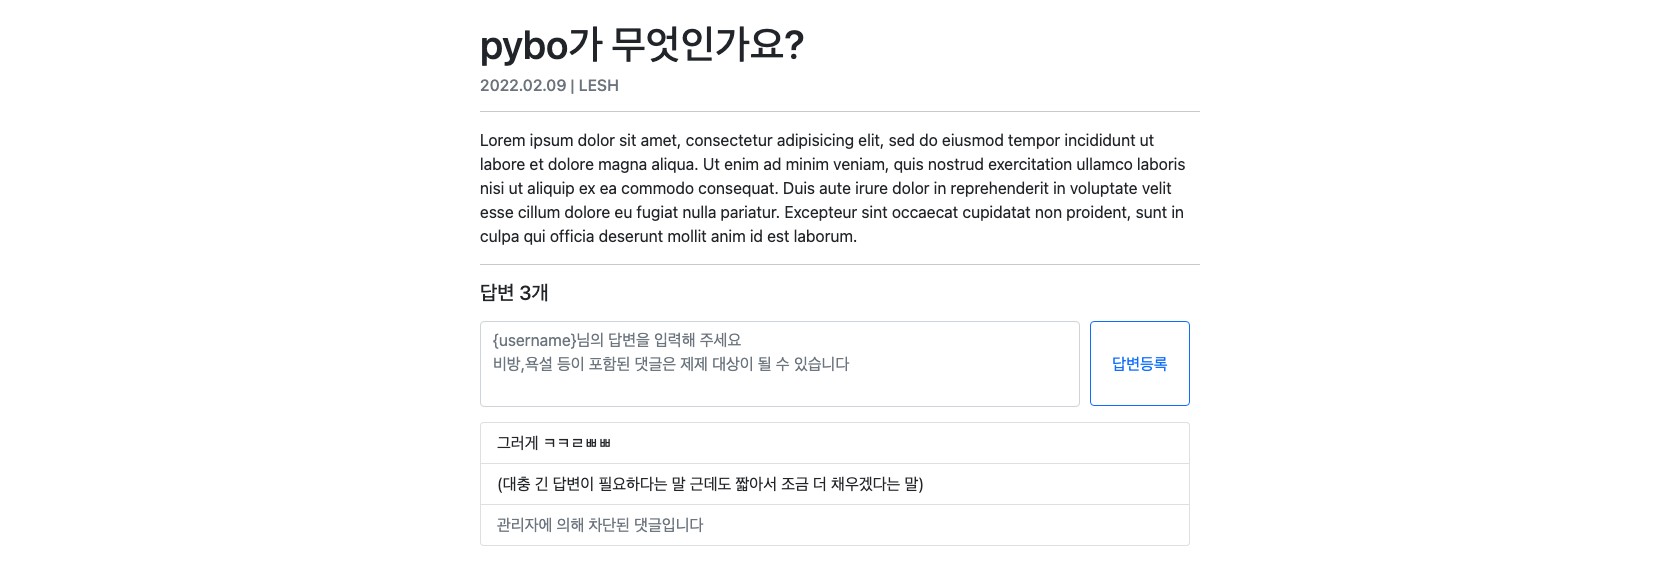 pybo가 무엇인가요?
2022.02.09 | LESH
Lorem ipsum dolor sit amet, consectetur adipisicing elit, sed do eiusmod tempor incididunt ut
labore et dolore magna aliqua. Ut enim ad minim veniam, quis nostrud exercitation ullamco laboris
nisi ut aliquip ex ea commodo consequat. Duis aute irure dolor in reprehenderit in voluptate velit
esse cillum dolore eu fugiat nulla pariatur. Excepteur sint occaecat cupidatat non proident, sunt in
culpa qui officia deserunt mollit anim id est laborum.
답변 3개
{username}님의 답변을 입력해 주세요
비방,욕설 등이 포함된 댓글은 제제 대상이 될 수 있습니다
답변등록
그러게 ㅋㅋㄹㅃㅃ
(대충 긴 답변이 필요하다는 말 근데도 짧아서 조금 더 채우겠다는 말)
관리자에 의해 차단된 댓글입니다